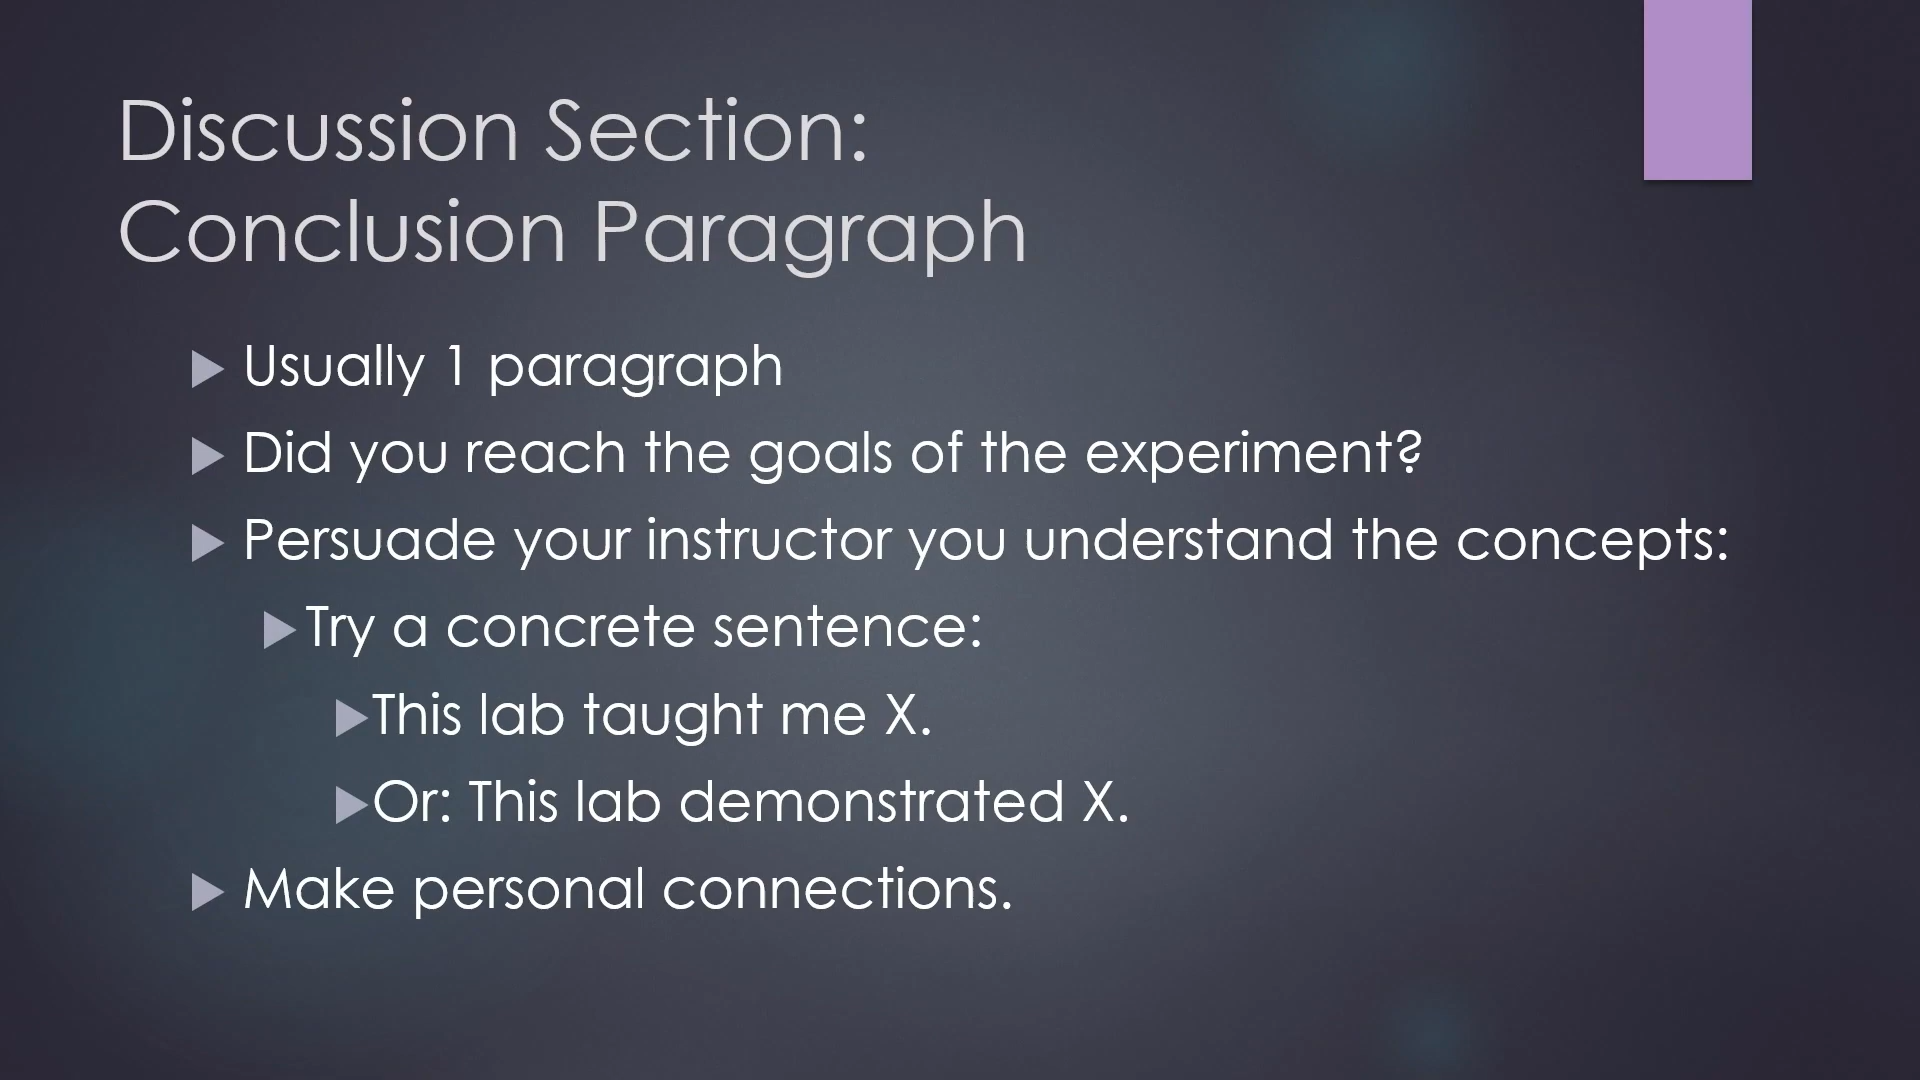 Discussion Section:
Conclusion Paragraph
Usually 1 paragraph
Did you reach the goals of the experiment?
Persuade your instructor you understand the concepts:
Try a concrete sentence:
This lab taught me X.
Or: This lab demonstrated X.
Make personal connections.